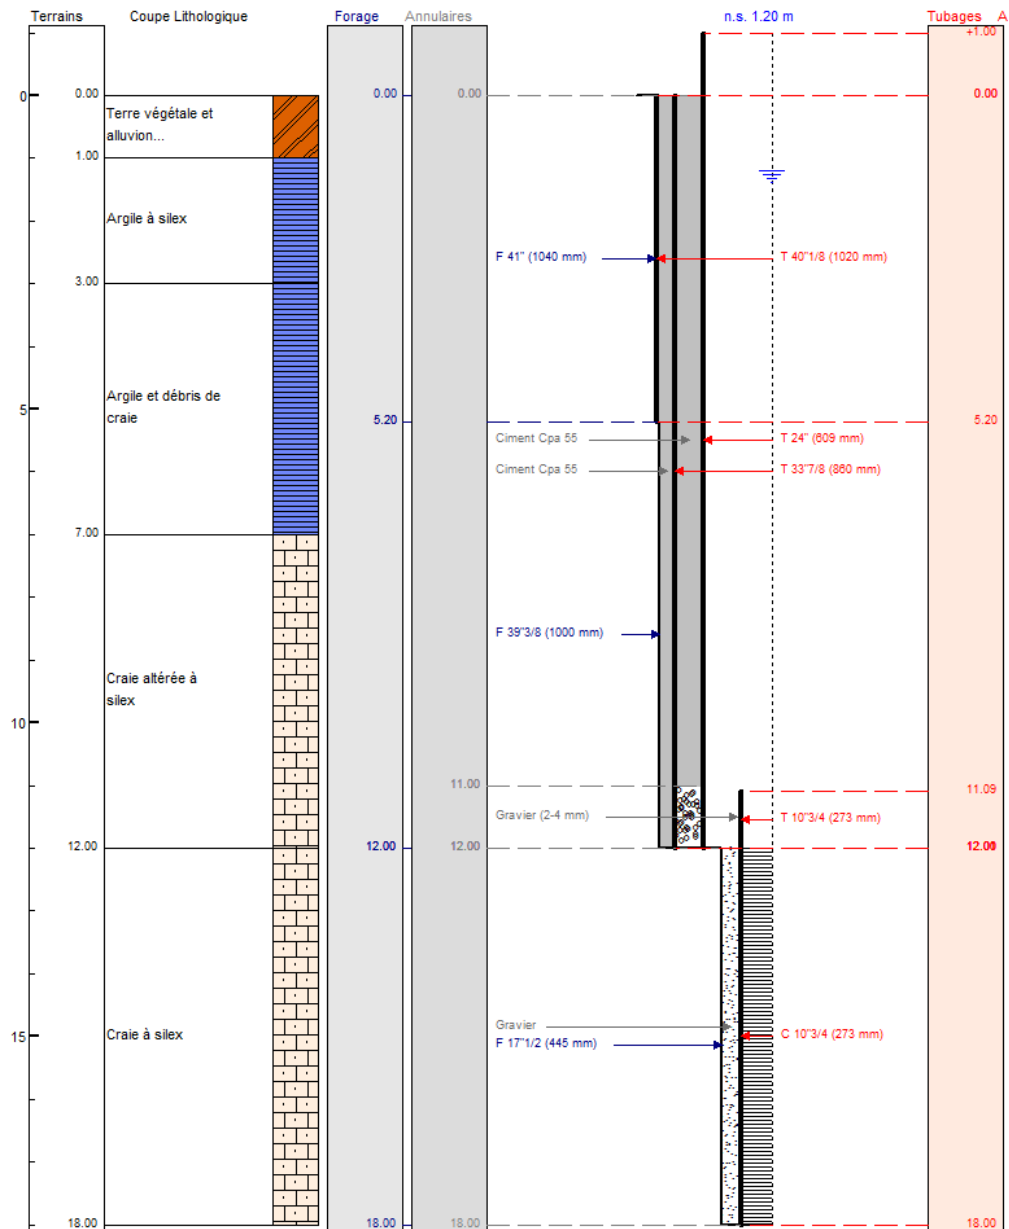 Terrains Coupe Lithologique Forage Annulaires n.s. 1.20 m Tubages A
+1.00
0 0.00 0.00 0.00 0.00
Terre végétale et
alluvion...
1.00
Argile à silex
F 41" (1040 mm) T 40"1/8 (1020 mm)
3.00
Argile et débris de
craie
5
5.20 5.20
Ciment Cpa 55 T 24" (609 mm)
Ciment Cpa 55 T 33"7/8 (860 mm)
7.00
F 39"3/8 (1000 mm)
Craie altérée à
silex
10
11.00 11.09
Gravier (2-4 mm) T 10"3/4 (273 mm)
12.00 12.00 12.00 12.00
Craie à silex
15
Gravier
F 17"1/2 (445 mm) C 10"3/4 (273 mm)
18.00 18.00 18.00 18.00